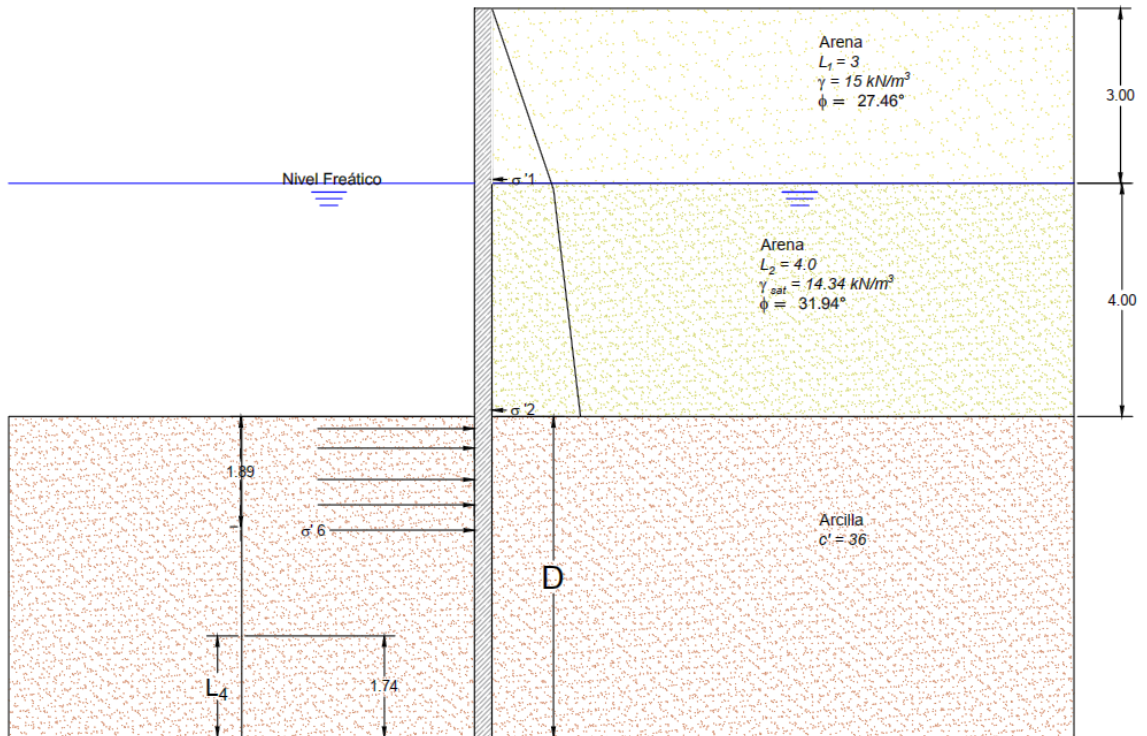 Arena
L₁ = 3
γ = 15 kN/m³
ϕ = 27.46°
3.00
Nivel Freático
σ'1
Arena
L₂ = 4.0
γ sat = 14.34 kN/m³
ϕ = 31.94°
4.00
σ'2
1.89
σ' 6
Arcilla
c' = 36
D
L₄
1.74